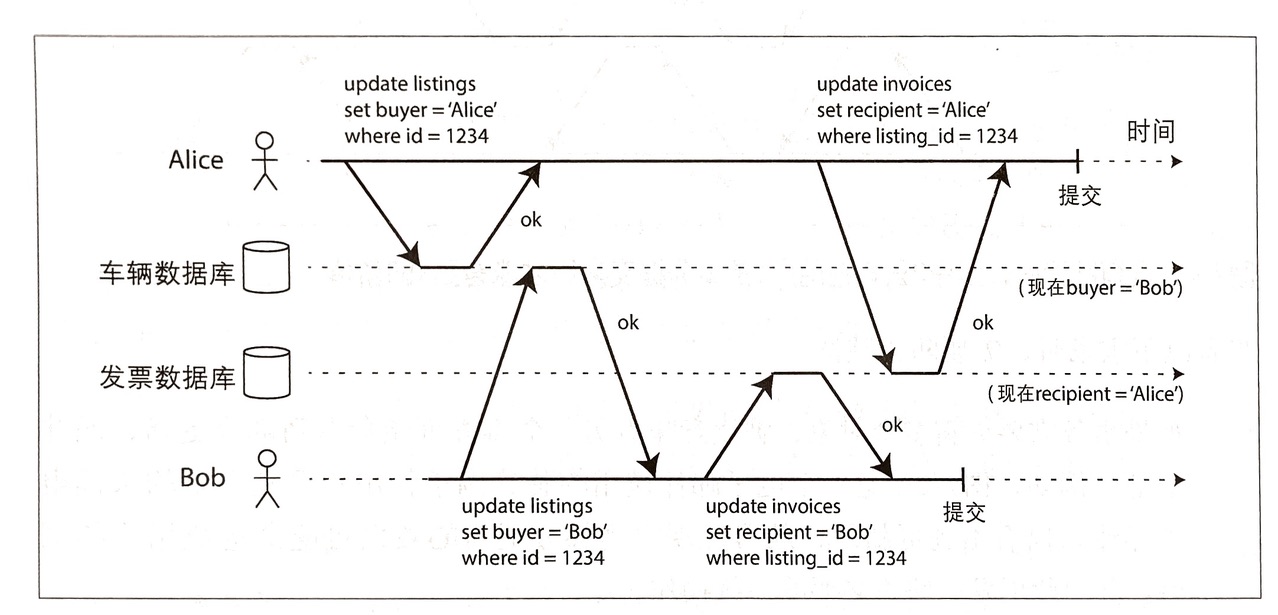 update listings
set buyer = ‘Alice’
where id = 1234
update invoices
set recipient = ‘Alice’
where listing_id = 1234
时间
Alice
提交
ok
车辆数据库
(现在buyer = ‘Bob’)
ok
ok
发票数据库
(现在recipient = ‘Alice’)
ok
Bob
提交
update listings
set buyer = ‘Bob’
where id = 1234
update invoices
set recipient = ‘Bob’
where listing_id = 1234